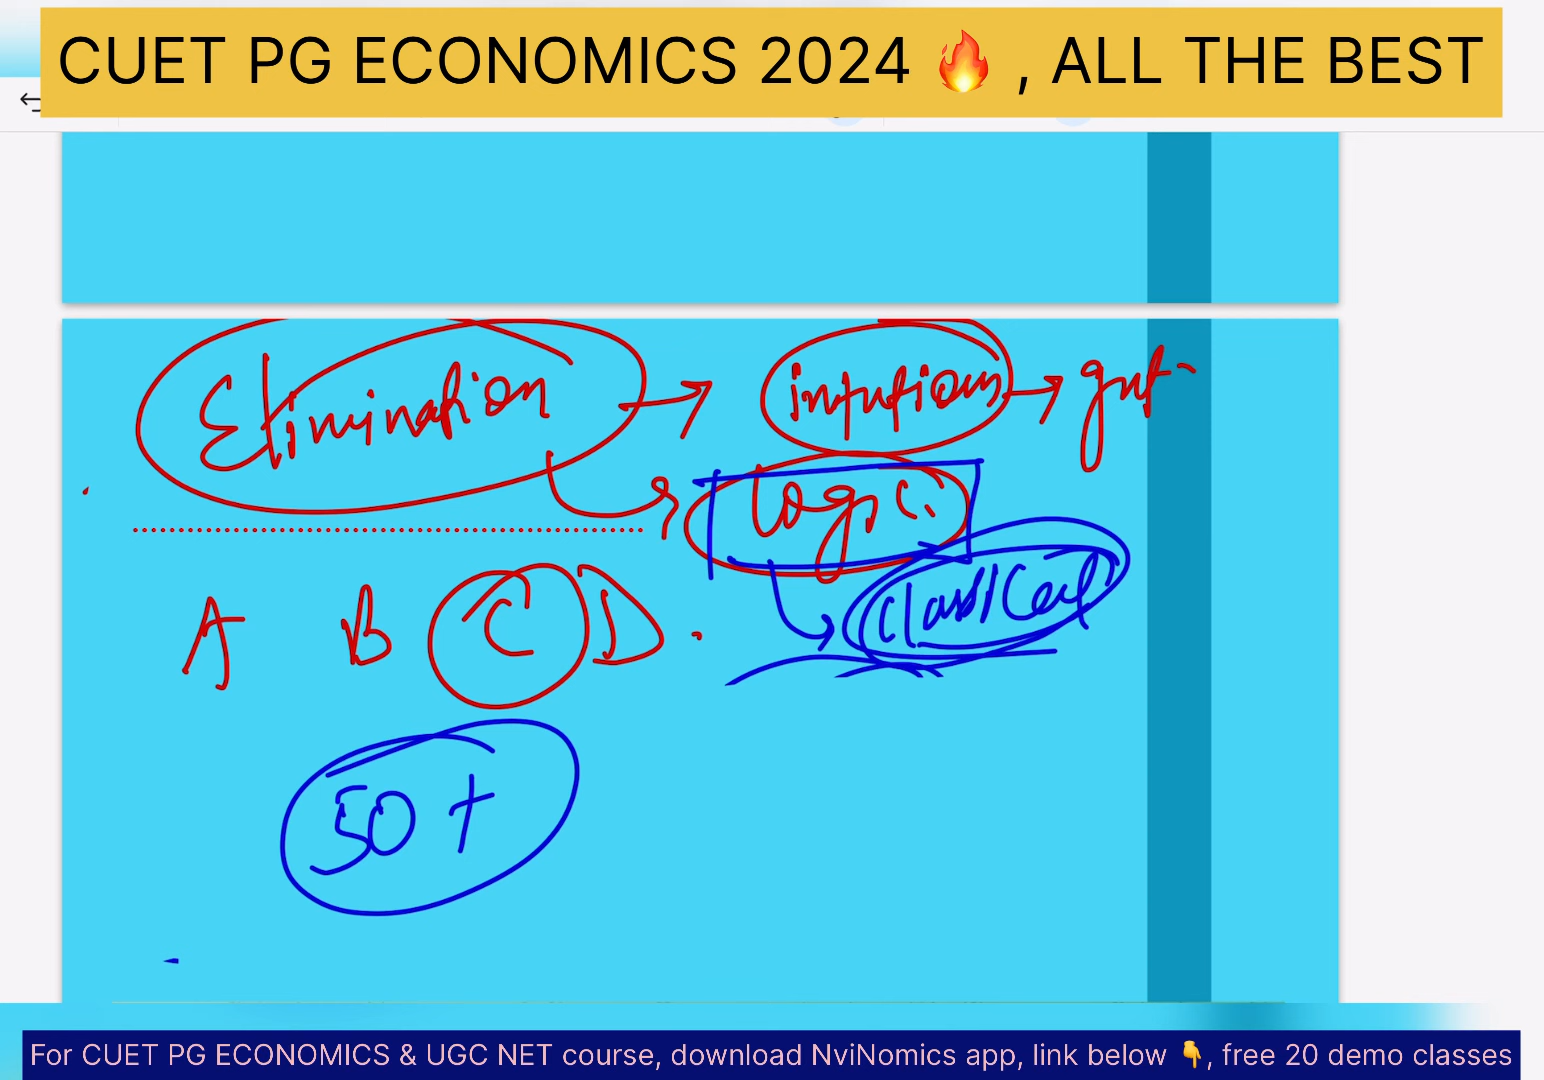 CUET PG ECONOMICS 2024 🔥 , ALL THE BEST
Elimination → intutions → gut
Logic
A B C D.
classical
50 +
For CUET PG ECONOMICS & UGC NET course, download NviNomics app, link below 👇, free 20 demo classes